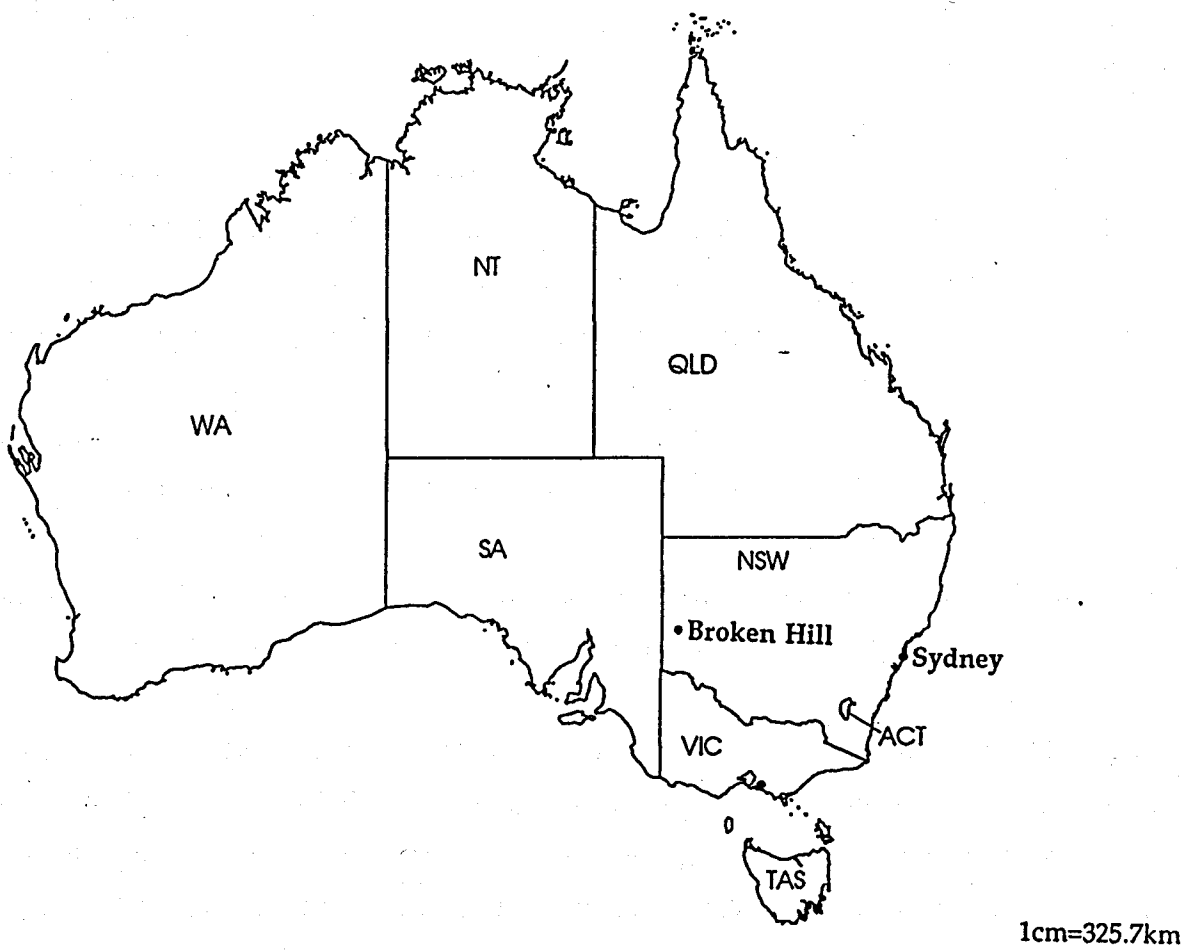 NT
QLD
WA
SA
NSW
Broken Hill
Sydney
ACT
VIC
TAS
1cm=325.7km